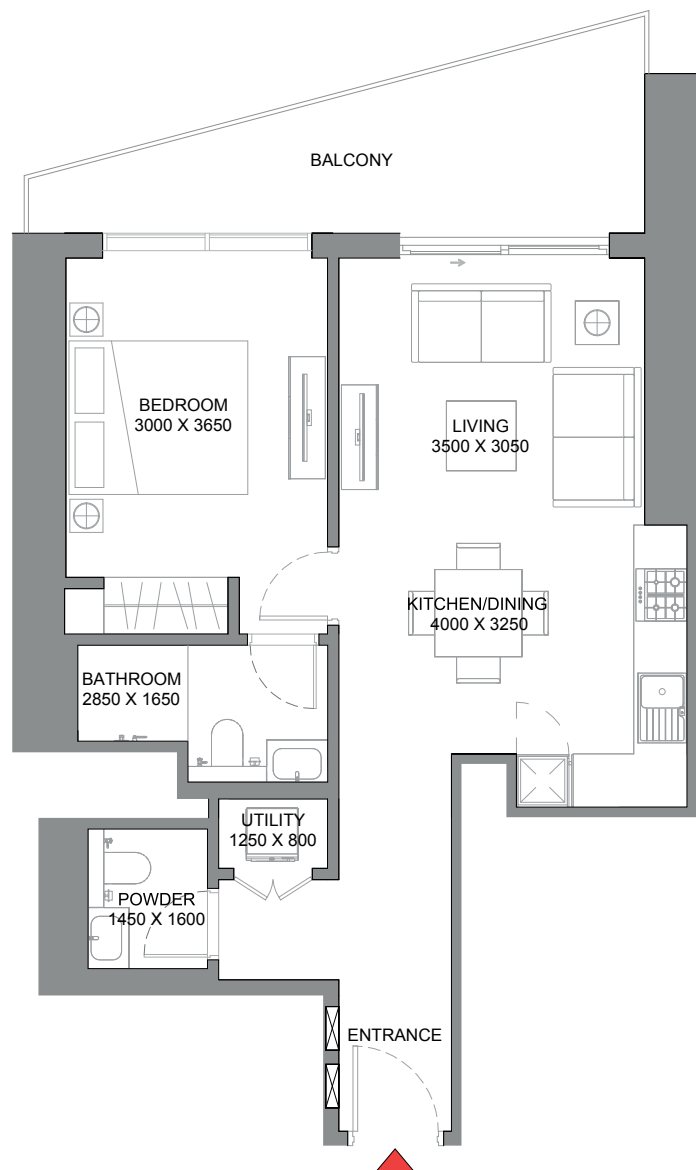 BALCONY
BEDROOM
3000 X 3650
LIVING
3500 X 3050
KITCHEN/DINING
4000 X 3250
BATHROOM
2850 X 1650
UTILITY
1250 X 800
POWDER
1450 X 1600
ENTRANCE